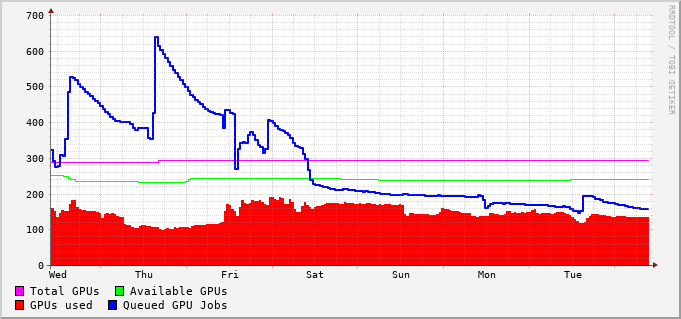 700
600
500
400
300
200
100
0
Wed Thu Fri Sat Sun Mon Tue
Total GPUs Available GPUs
GPUs used Queued GPU Jobs
RRDTOOL / TOBI OETIKER